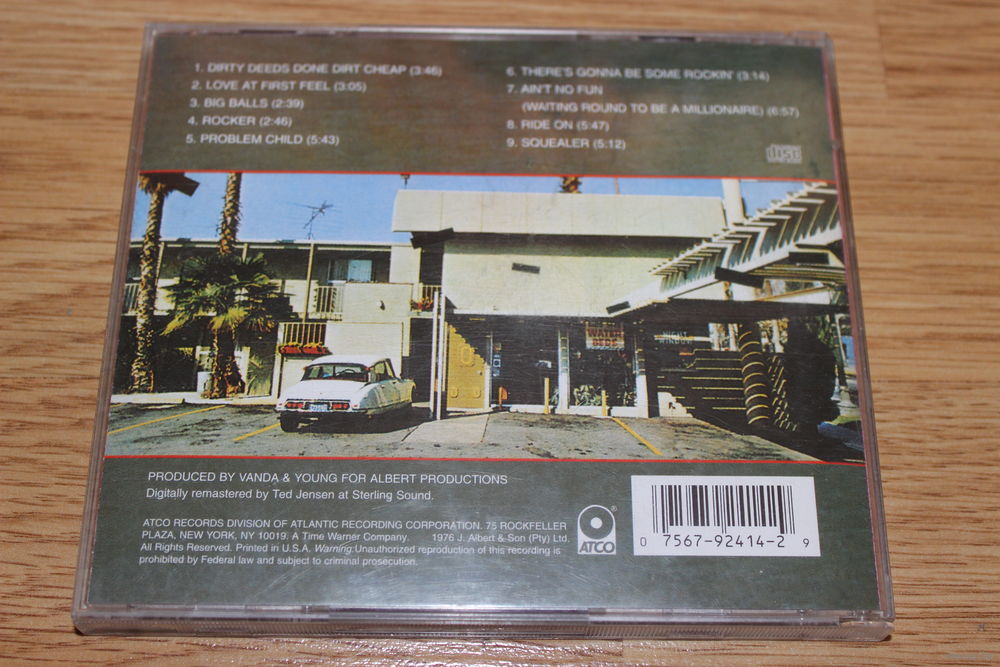 1. DIRTY DEEDS DONE DIRT CHEAP (3:46)
2. LOVE AT FIRST FEEL (3:05)
3. BIG BALLS (2:39)
4. ROCKER (2:46)
5. PROBLEM CHILD (5:43)
6. THERE'S GONNA BE SOME ROCKIN' (3:14)
7. AIN'T NO FUN
(WAITING ROUND TO BE A MILLIONAIRE) (6:57)
8. RIDE ON (5:47)
9. SQUEALER (5:12)
disc
WATER
BEDS
NIGHT
WINDOW
PRODUCED BY VANDA & YOUNG FOR ALBERT PRODUCTIONS
Digitally remastered by Ted Jensen at Sterling Sound.
ATCO RECORDS DIVISION OF ATLANTIC RECORDING CORPORATION. 75 ROCKFELLER
PLAZA, NEW YORK, NY 10019. A Time Warner Company. 1976 J. Albert & Son (Pty) Ltd.
All Rights Reserved. Printed in U.S.A. Warning:Unauthorized reproduction of this recording is
prohibited by Federal law and subject to criminal prosecution.
ATCO®
0 7567-92414-2 9